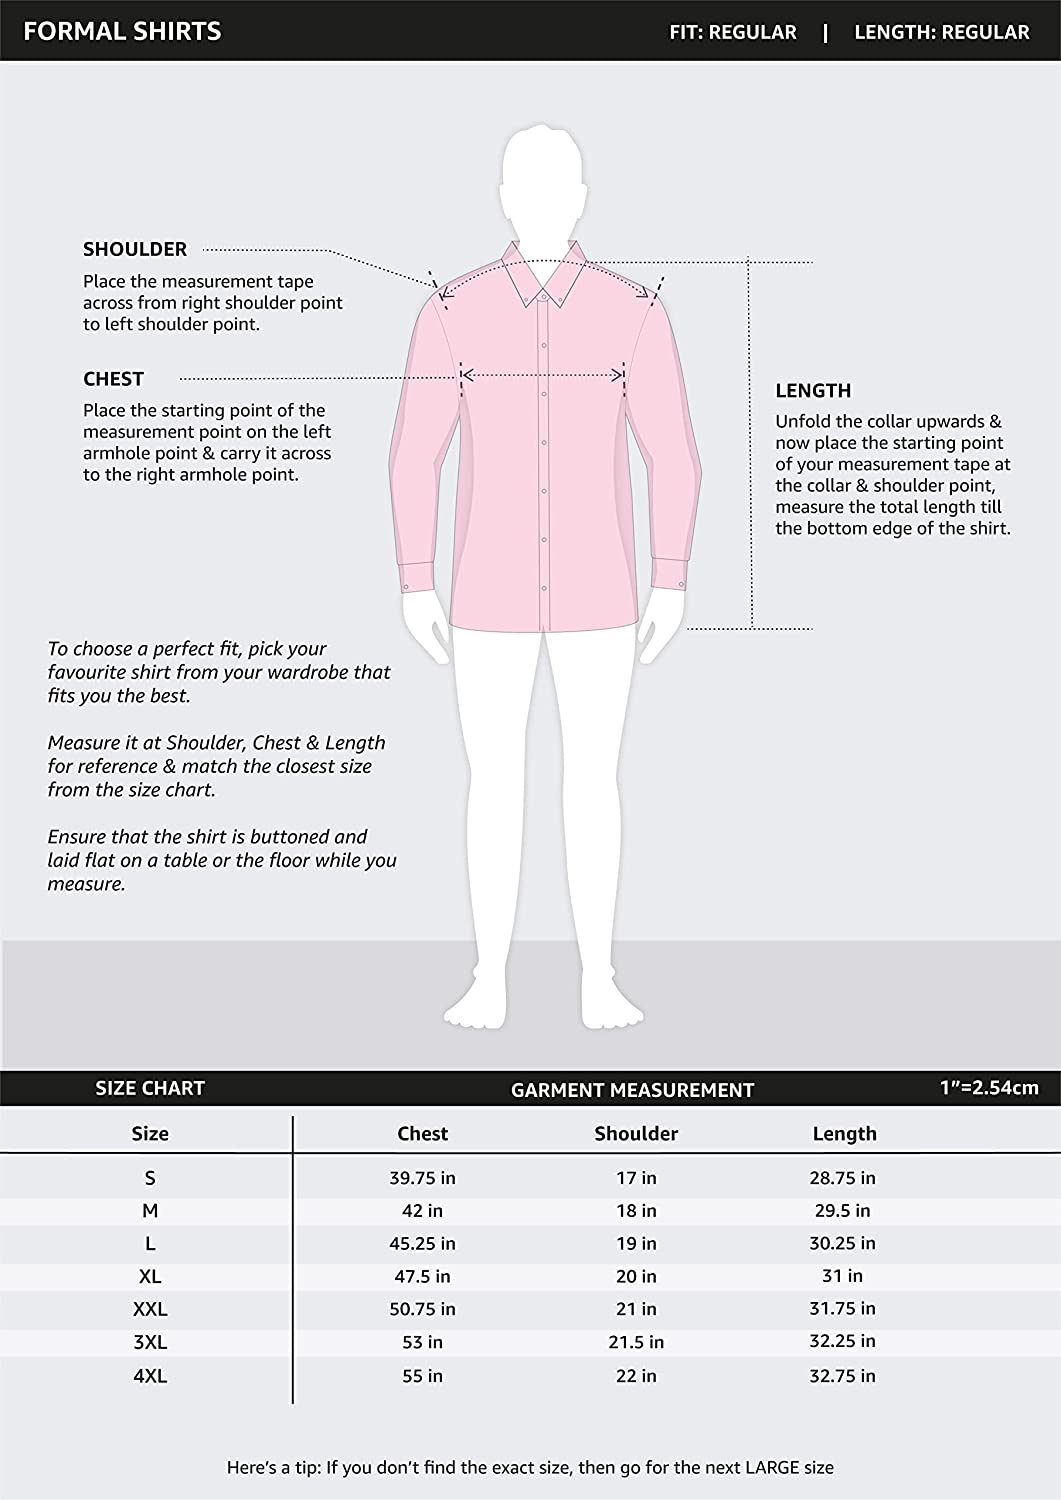 FORMAL SHIRTS
FIT: REGULAR | LENGTH: REGULAR
SHOULDER
Place the measurement tape
across from right shoulder point
to left shoulder point.
CHEST
Place the starting point of the
measurement point on the left
armhole point & carry it across
to the right armhole point.
LENGTH
Unfold the collar upwards &
now place the starting point
of your measurement tape at
the collar & shoulder point,
measure the total length till
the bottom edge of the shirt.
To choose a perfect fit, pick your
favourite shirt from your wardrobe that
fits you the best.
Measure it at Shoulder, Chest & Length
for reference & match the closest size
from the size chart.
Ensure that the shirt is buttoned and
laid flat on a table or the floor while you
measure.
SIZE CHART GARMENT MEASUREMENT 1"=2.54cm
Size Chest Shoulder Length
S 39.75 in 17 in 28.75 in
M 42 in 18 in 29.5 in
L 45.25 in 19 in 30.25 in
XL 47.5 in 20 in 31 in
XXL 50.75 in 21 in 31.75 in
3XL 53 in 21.5 in 32.25 in
4XL 55 in 22 in 32.75 in
Here's a tip: If you don't find the exact size, then go for the next LARGE size